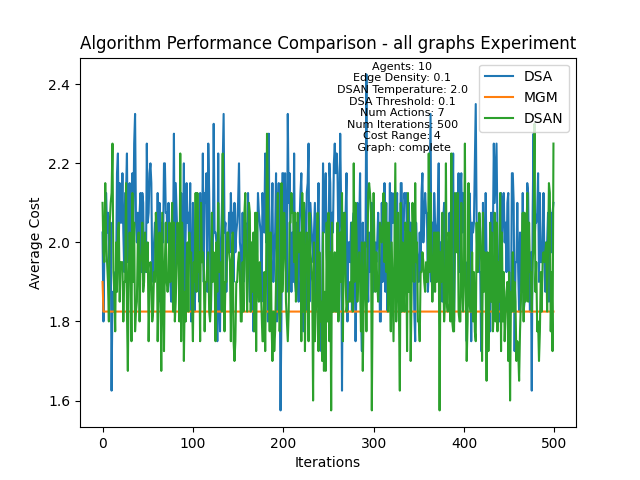 Algorithm Performance Comparison - all graphs Experiment
Agents: 10
Edge Density: 0.1
DSAN Temperature: 2.0
DSA Threshold: 0.1
Num Actions: 7
Num Iterations: 500
Cost Range: 4
Graph: complete
DSA
MGM
DSAN
Average Cost
2.4
2.2
2.0
1.8
1.6
0 100 200 300 400 500
Iterations